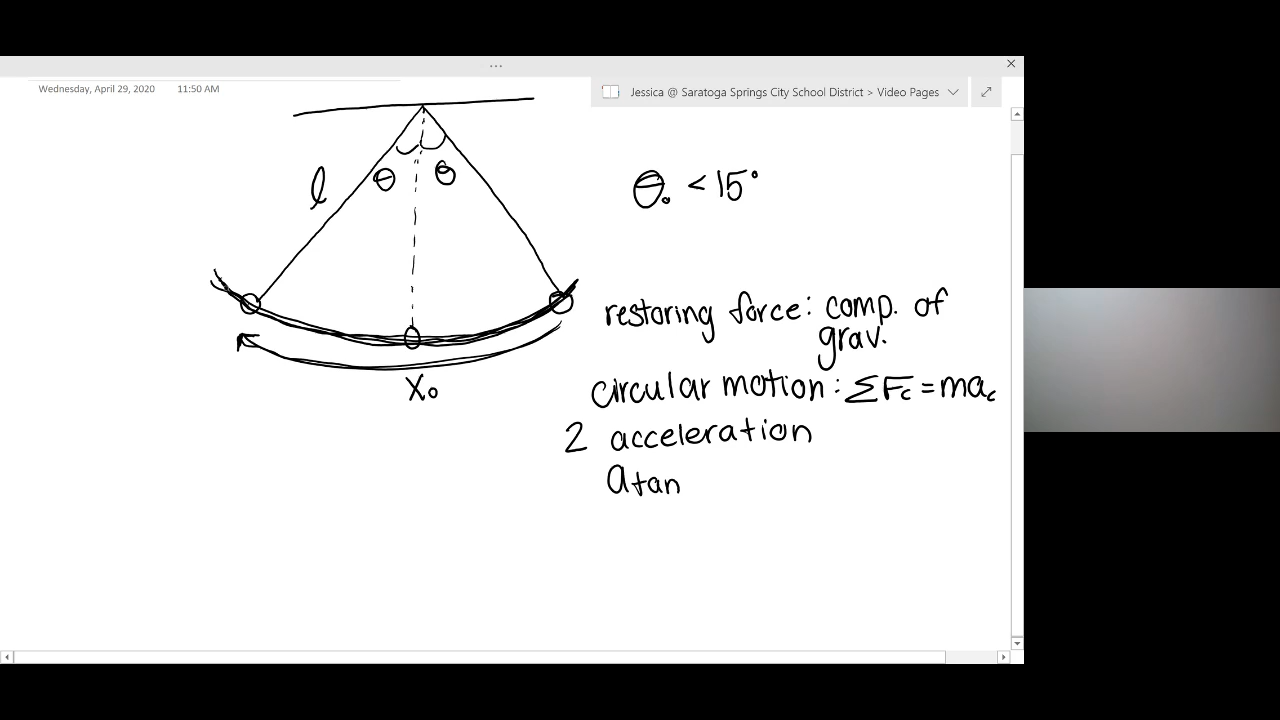 ...
Wednesday, April 29, 2020 11:50 AM
Jessica @ Saratoga Springs City School District > Video Pages
l
θ θ
θ₀ < 15°
restoring force: comp. of
grav.
circular motion: ΣFc = mac
X₀
2 acceleration
atan